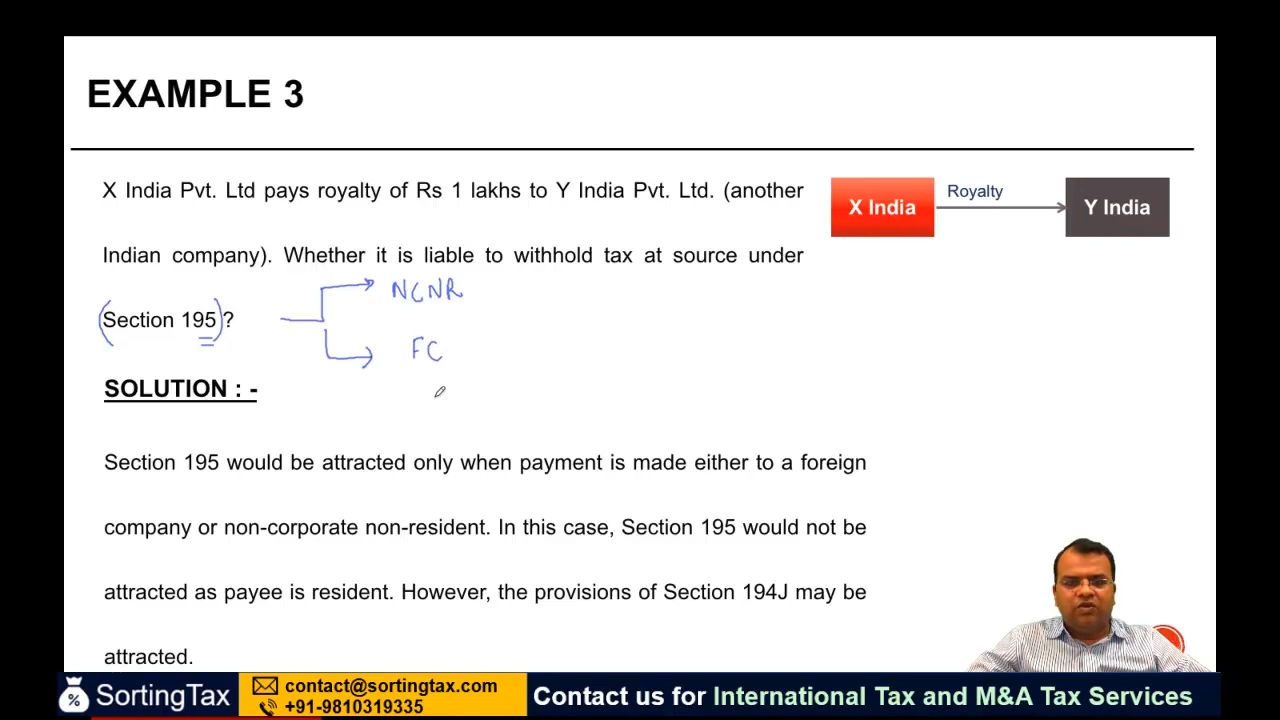 EXAMPLE 3
X India Pvt. Ltd pays royalty of Rs 1 lakhs to Y India Pvt. Ltd. (another
Indian company). Whether it is liable to withhold tax at source under
Section 195 ?
X India
Royalty
Y India
NCNR
FC
SOLUTION : -
Section 195 would be attracted only when payment is made either to a foreign
company or non-corporate non-resident. In this case, Section 195 would not be
attracted as payee is resident. However, the provisions of Section 194J may be
attracted.
% SortingTax
contact@sortingtax.com
+91-9810319335
Contact us for International Tax and M&A Tax Services